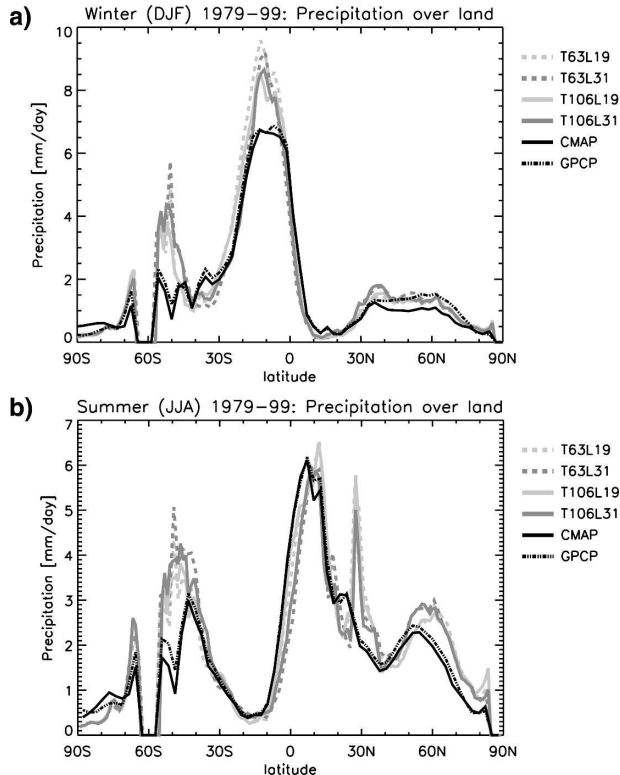 a)
Winter (DJF) 1979-99: Precipitation over land
Precipitation [mm/day]
10
8
6
4
2
0
90S 60S 30S 0 30N 60N 90N
latitude
T63L19
T63L31
T106L19
T106L31
CMAP
GPCP
b)
Summer (JJA) 1979-99: Precipitation over land
Precipitation [mm/day]
7
6
5
4
3
2
1
0
90S 60S 30S 0 30N 60N 90N
latitude
T63L19
T63L31
T106L19
T106L31
CMAP
GPCP